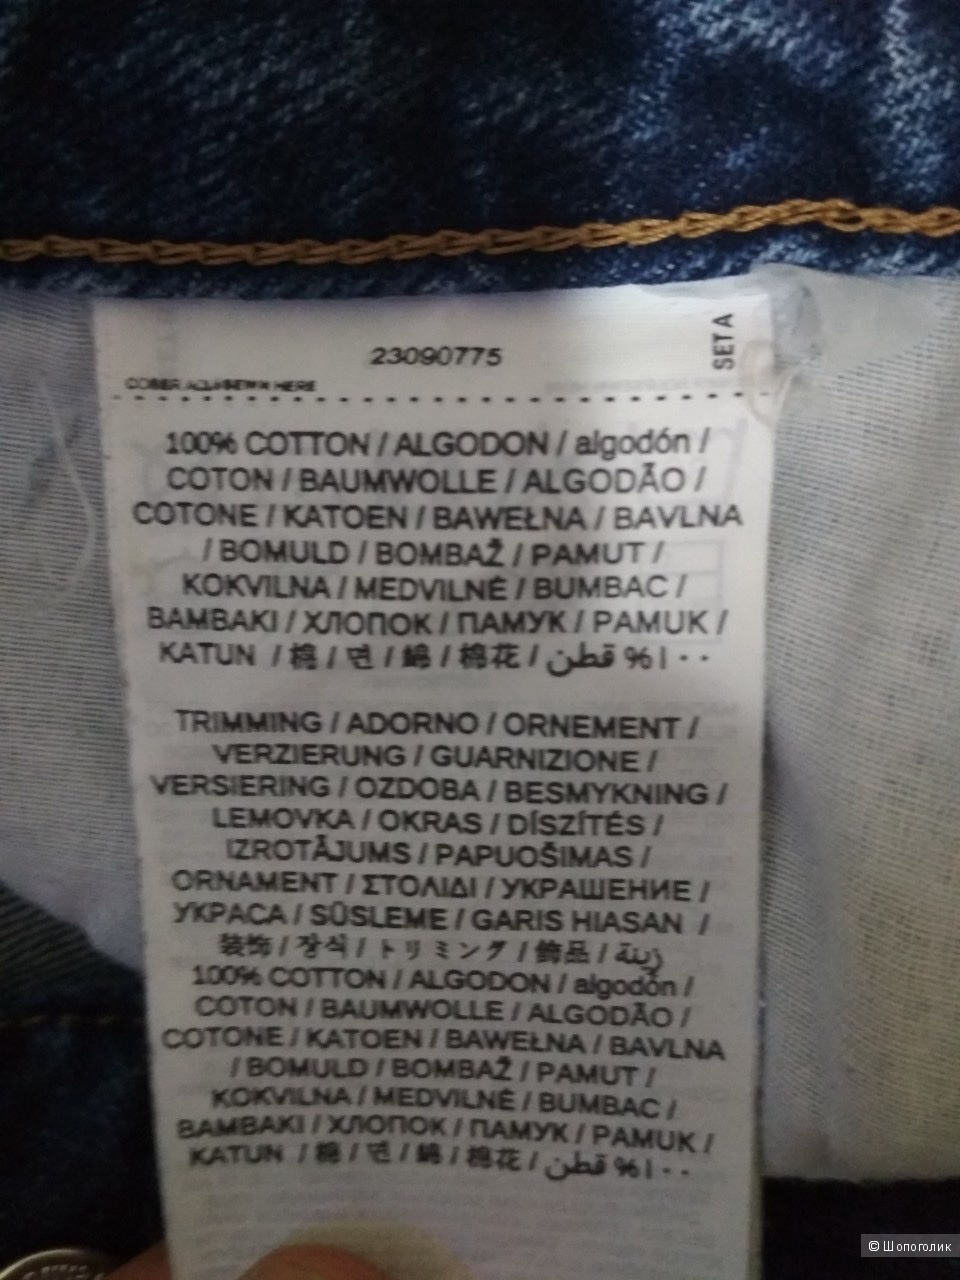 SET A
23090775
HERE
100% COTTON / ALGODON / algodón /
COTON / BAUMWOLLE / ALGODÃO /
COTONE / KATOEN / BAWEŁNA / BAVLNA
/ BOMULD / BOMBAŽ / PAMUT /
KOKVILNA / MEDVILNĖ / BUMBAC /
BAMBAKI / ХЛОПОК / ПАМУК / PAMUK /
KATUN / 棉 / 면 / 綿 / 棉花 / قطن %١٠٠
TRIMMING / ADORNO / ORNEMENT /
VERZIERUNG / GUARNIZIONE /
VERSIERING / OZDOBA / BESMYKNING /
LEMOVKA / OKRAS / DÍSZÍTÉS /
IZROTĀJUMS / PAPUOŠIMAS /
ORNAMENT / ΣΤΟΛΙΔΙ / УКРАШЕНИЕ /
УКРАСА / SÜSLEME / GARIS HIASAN /
装饰 / 장식 / トリミング / 飾品 / زينة
100% COTTON / ALGODON / algodón /
COTON / BAUMWOLLE / ALGODÃO /
COTONE / KATOEN / BAWEŁNA / BAVLNA
/ BOMULD / BOMBAŽ / PAMUT /
KOKVILNA / MEDVILNĖ / BUMBAC /
BAMBAKI / ХЛОПОК / ПАМУК / PAMUK /
KATUN / 棉 / 면 / 綿 / 棉花 / قطن %١٠٠
© Шопоголик